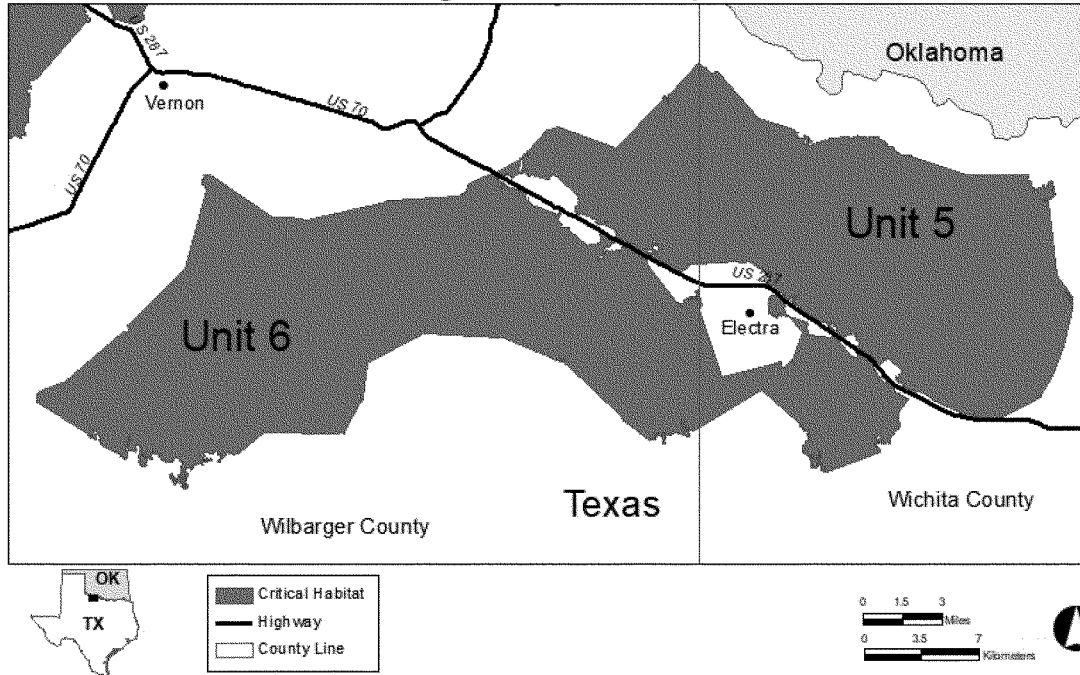 S 287
Oklahoma
Vernon
US 70
US 70
Unit 5
US 287
Electra
Unit 6
Texas
Wichita County
Wilbarger County
OK
TX
Critical Habitat
Highway
County Line
0 1.5 3
Miles
0 3.5 7
Kilometers